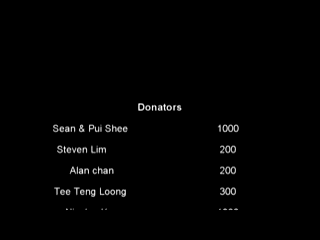 Donators
Sean & Pui Shee 1000
Steven Lim 200
Alan chan 200
Tee Teng Loong 300